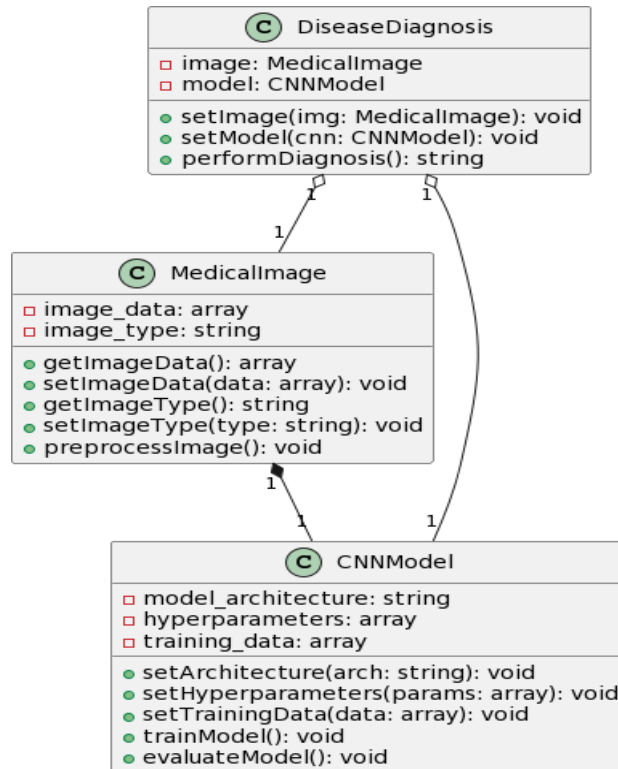 C DiseaseDiagnosis
image: MedicalImage
model: CNNModel
setImage(img: MedicalImage): void
setModel(cnn: CNNModel): void
performDiagnosis(): string
1 1
1
C MedicalImage
image_data: array
image_type: string
getImageData(): array
setImageData(data: array): void
getImageType(): string
setImageType(type: string): void
preprocessImage(): void
1
1 1
C CNNModel
model_architecture: string
hyperparameters: array
training_data: array
setArchitecture(arch: string): void
setHyperparameters(params: array): void
setTrainingData(data: array): void
trainModel(): void
evaluateModel(): void